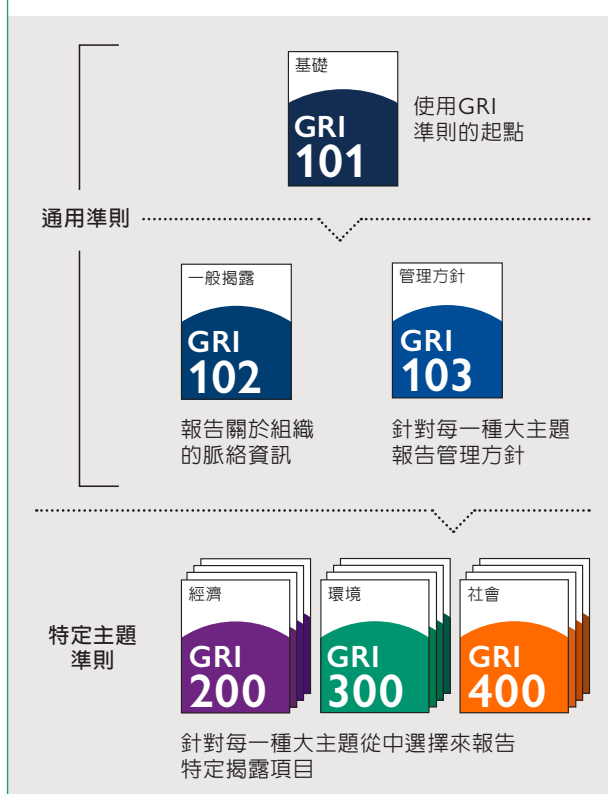 基礎
GRI
101
使用GRI
準則的起點
通用準則
一般揭露
GRI
102
報告關於組織
的脈絡資訊
管理方針
GRI
103
針對每一種大主題
報告管理方針
特定主題
準則
經濟
GRI
200
環境
GRI
300
社會
GRI
400
針對每一種大主題從中選擇來報告
特定揭露項目